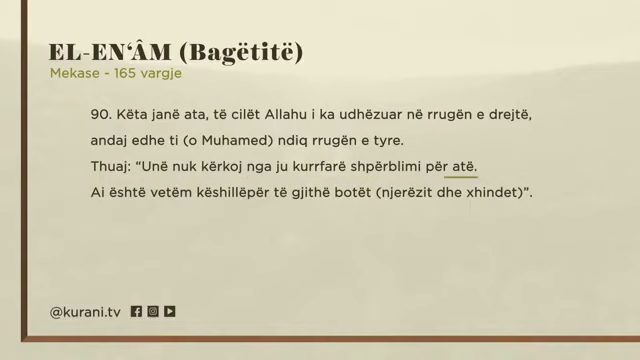 EL-EN‘ÂM (Bagëtitë)
Mekase - 165 vargje
90. Këta janë ata, të cilët Allahu i ka udhëzuar në rrugën e drejtë,
andaj edhe ti (o Muhamed) ndiq rrugën e tyre.
Thuaj: “Unë nuk kërkoj nga ju kurrfarë shpërblimi për atë.
Ai është vetëm këshillëpër të gjithë botët (njerëzit dhe xhindet)”.
@kurani.tv